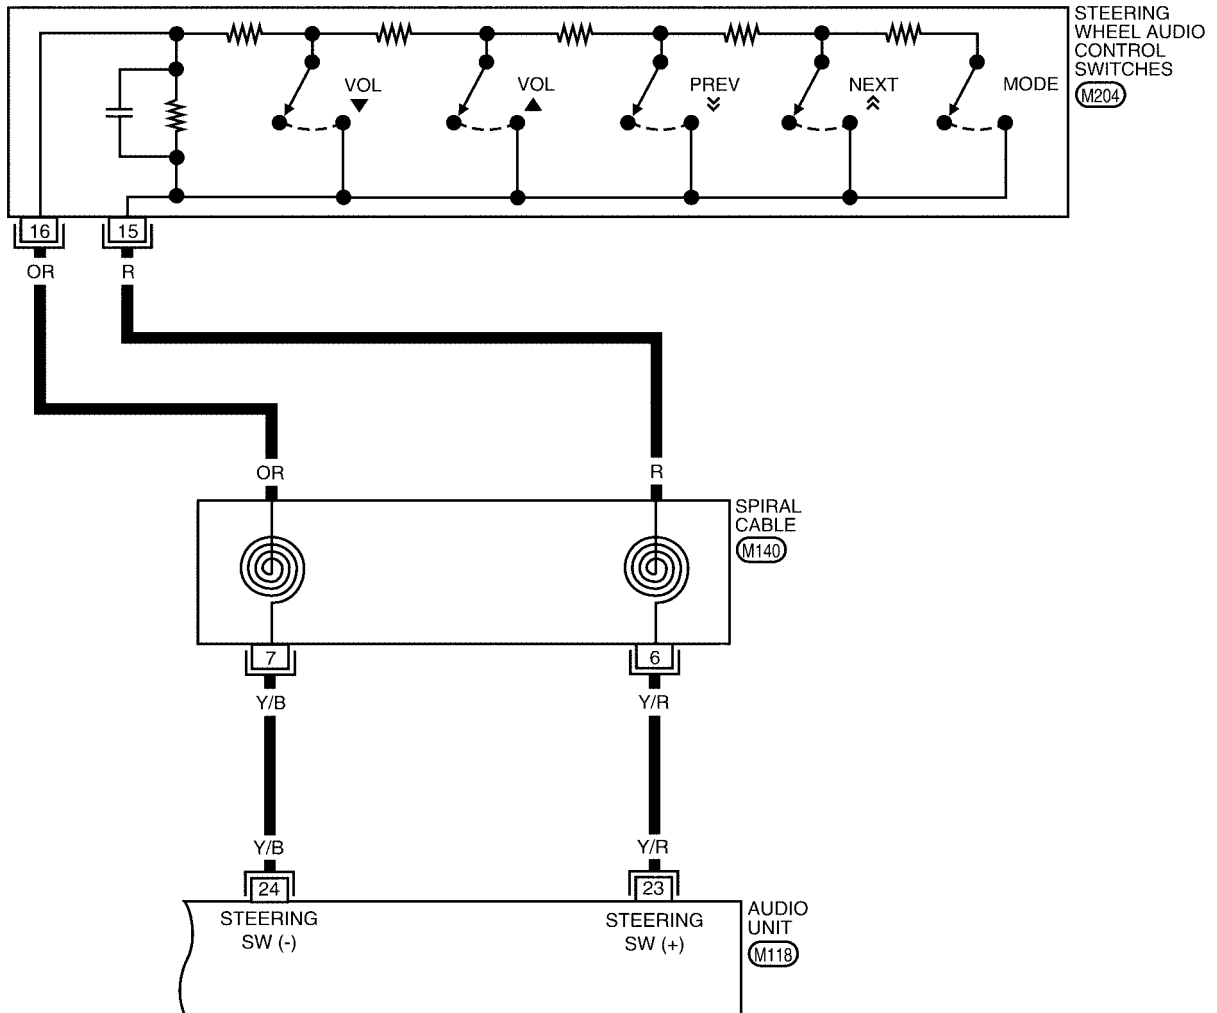 STEERING
WHEEL AUDIO
CONTROL
SWITCHES
M204
VOL
VOL
PREV
NEXT
MODE
16
15
OR
R
OR
R
SPIRAL
CABLE
M140
7
6
Y/B
Y/R
Y/B
Y/R
24
23
STEERING
SW (-)
STEERING
SW (+)
AUDIO
UNIT
M118